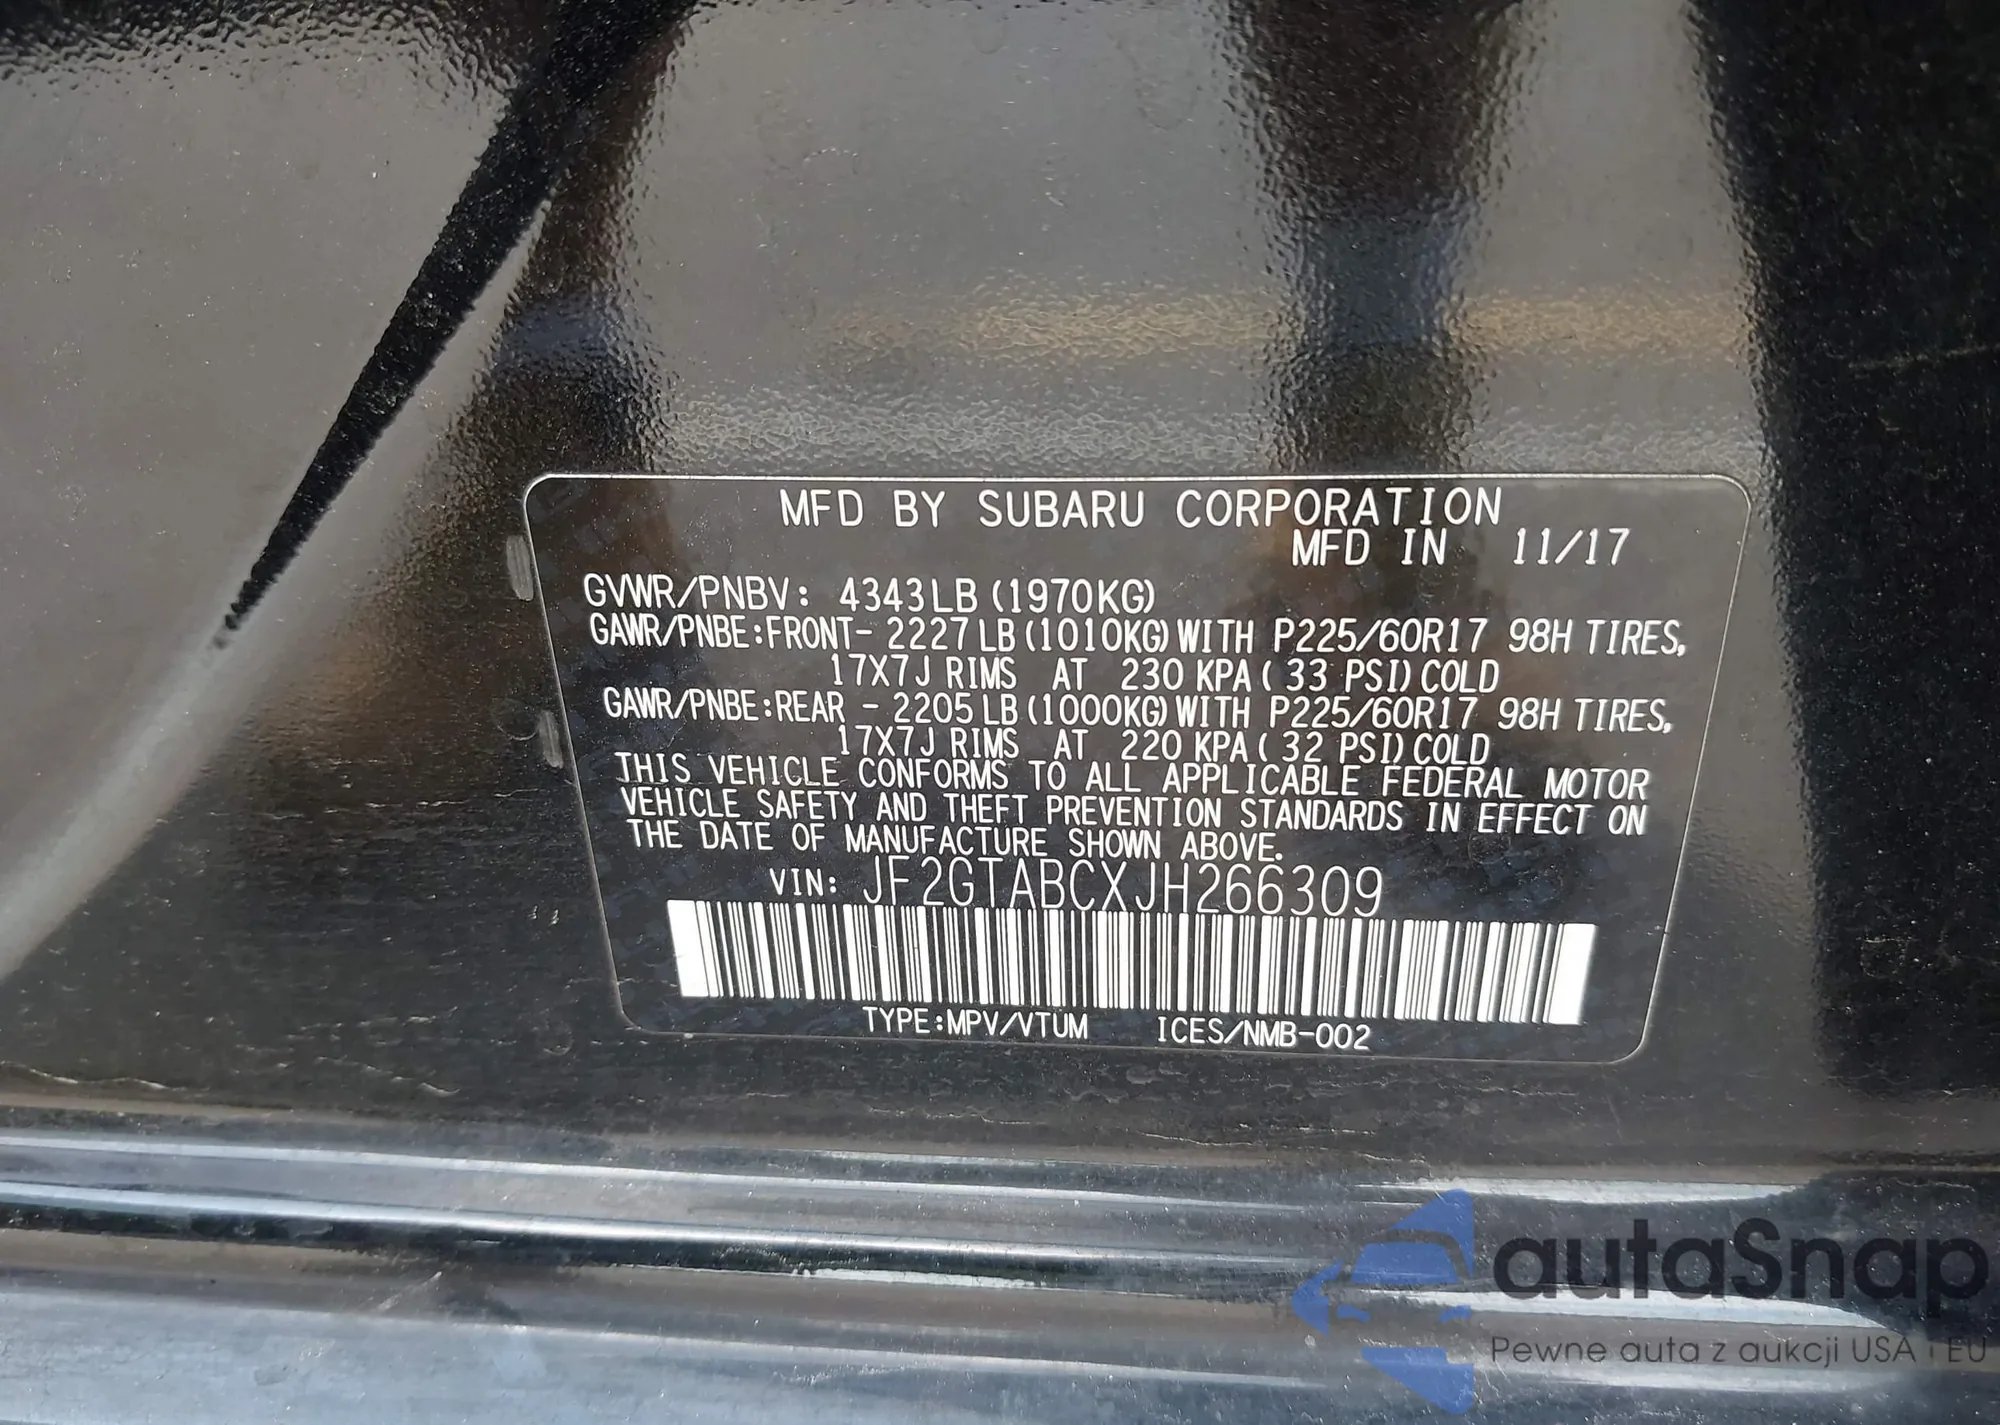 MFD BY SUBARU CORPORATION
MFD IN 11/17
GVWR/PNBV: 4343LB (1970KG)
GAWR/PNBE:FRONT- 2227 LB (1010KG) WITH P225/60R17 98H TIRES,
17X7J RIMS AT 230 KPA ( 33 PSI) COLD
GAWR/PNBE:REAR - 2205 LB (1000KG) WITH P225/60R17 98H TIRES,
17X7J RIMS AT 220 KPA ( 32 PSI) COLD
THIS VEHICLE CONFORMS TO ALL APPLICABLE FEDERAL MOTOR
VEHICLE SAFETY AND THEFT PREVENTION STANDARDS IN EFFECT ON
THE DATE OF MANUFACTURE SHOWN ABOVE.
VIN: JF2GTABCXJH266309
TYPE:MPV/VTUM ICES/NMB-002
autaSnap
Pewne auta z aukcji USA i EU